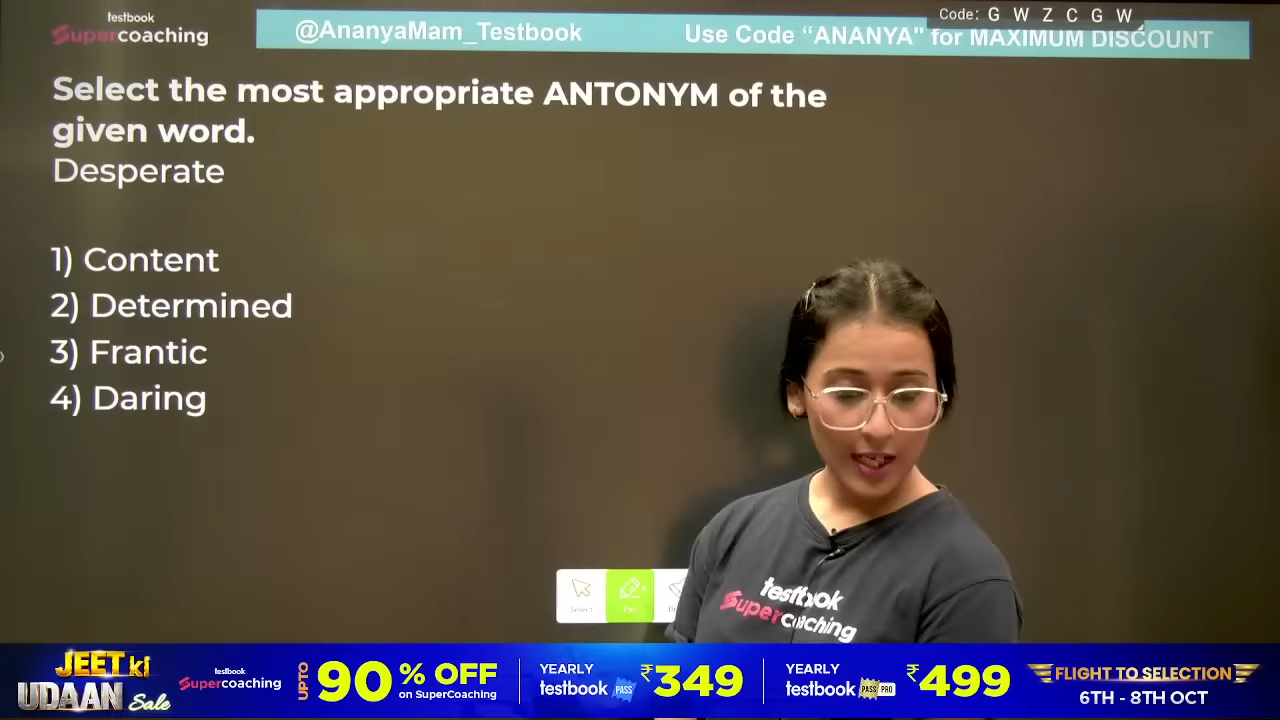 testbook
Supercoaching
@AnanyaMam_Testbook
Use Code “ANANYA" for MAXIMUM DISCOUNT
Code: G W Z C G W
Select the most appropriate ANTONYM of the
given word.
Desperate
1) Content
2) Determined
3) Frantic
4) Daring
Select
Pen
testbook
Supercoaching
JEET ki
UDAAN Sale
testbook
Supercoaching
UPTO 90% OFF
on SuperCoaching
YEARLY
testbook PASS
₹349
YEARLY
testbook PASS PRO
₹499
FLIGHT TO SELECTION
6TH - 8TH OCT